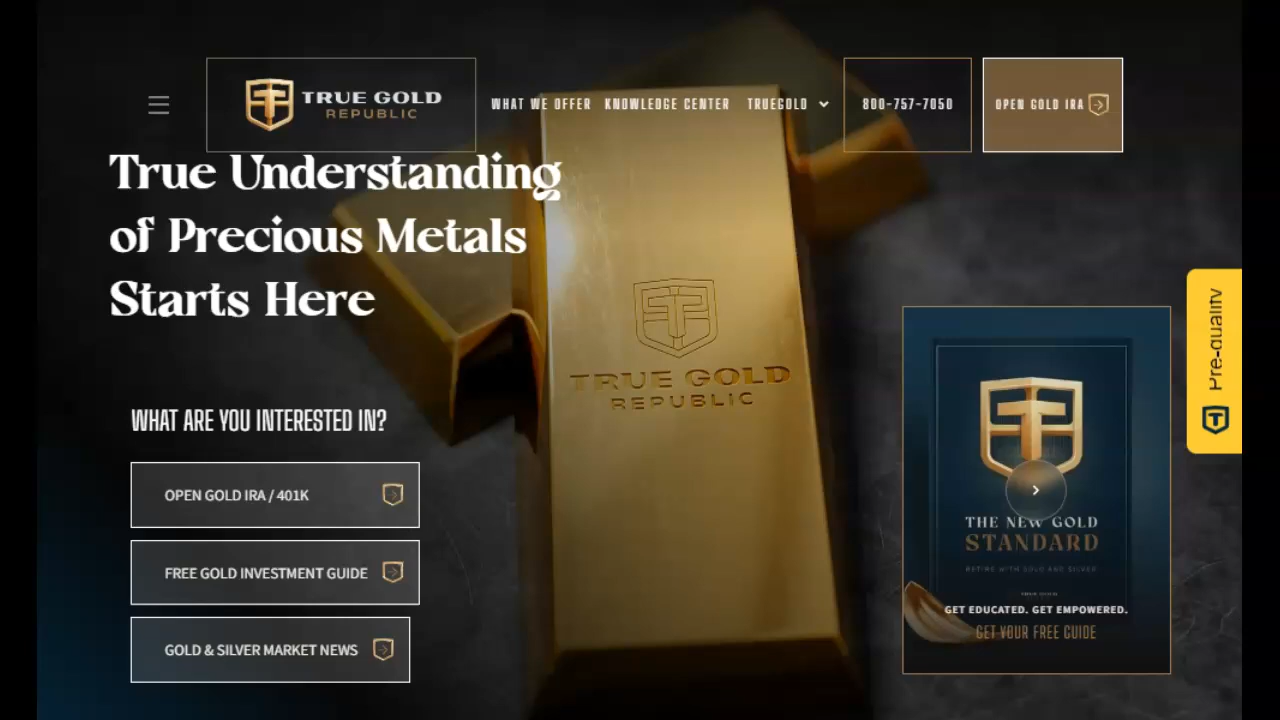 TRUE GOLD
REPUBLIC
WHAT WE OFFER
KNOWLEDGE CENTER
TRUEGOLD
800-757-7050
OPEN GOLD IRA
True Understanding
of Precious Metals
Starts Here
TRUE GOLD
REPUBLIC
WHAT ARE YOU INTERESTED IN?
OPEN GOLD IRA / 401K
FREE GOLD INVESTMENT GUIDE
GOLD & SILVER MARKET NEWS
Pre-qualify
THE NEW GOLD
STANDARD
RETIRE WITH GOLD AND SILVER
GET EDUCATED. GET EMPOWERED.
GET YOUR FREE GUIDE